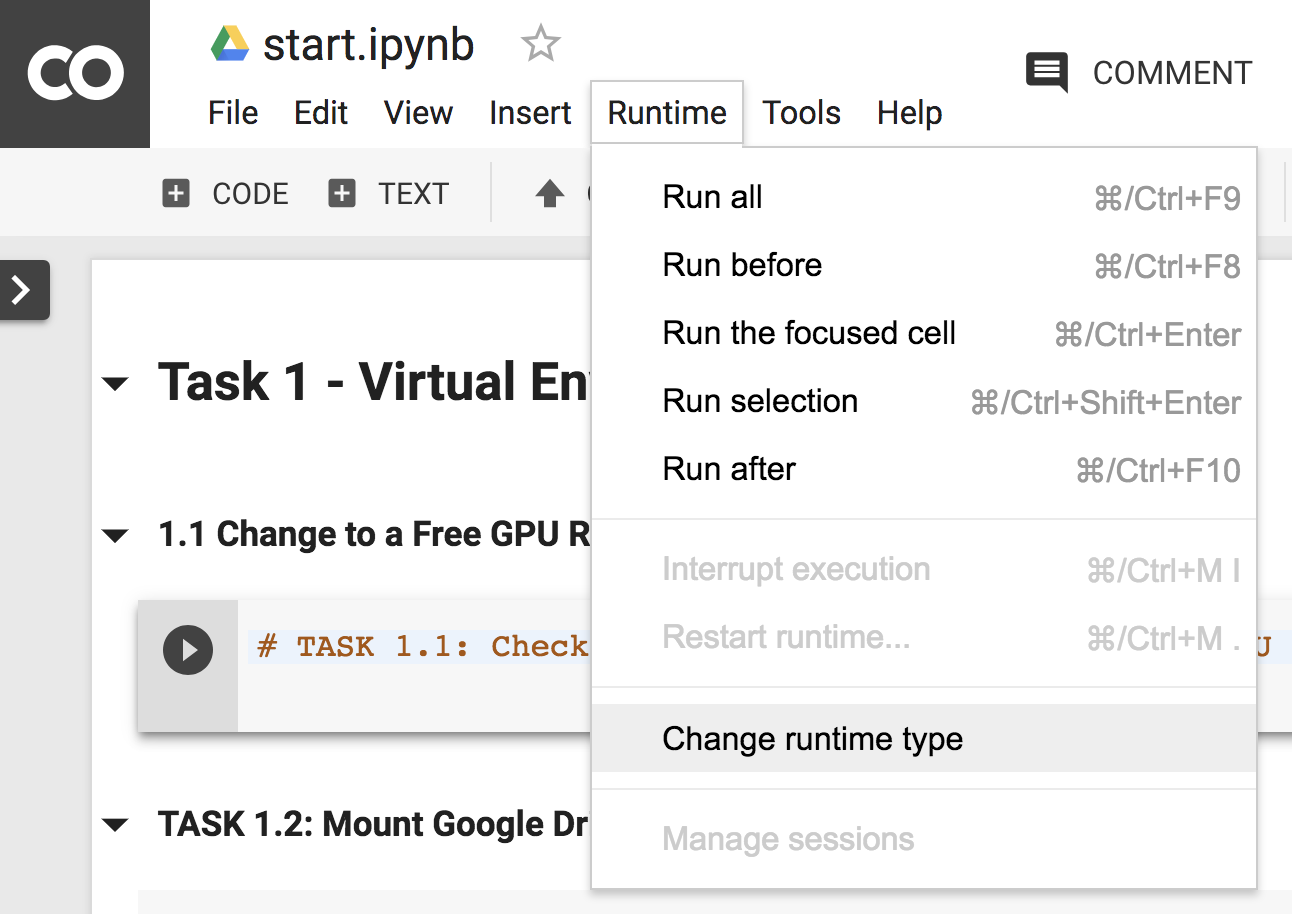 CO
start.ipynb
COMMENT
File Edit View Insert Runtime Tools Help
CODE TEXT
Run all ⌘/Ctrl+F9
Run before ⌘/Ctrl+F8
Run the focused cell ⌘/Ctrl+Enter
Run selection ⌘/Ctrl+Shift+Enter
Run after ⌘/Ctrl+F10
Interrupt execution ⌘/Ctrl+M I
Restart runtime... ⌘/Ctrl+M .
Change runtime type
Manage sessions
Task 1 - Virtual En
1.1 Change to a Free GPU R
# TASK 1.1: Check
U
TASK 1.2: Mount Google Dri